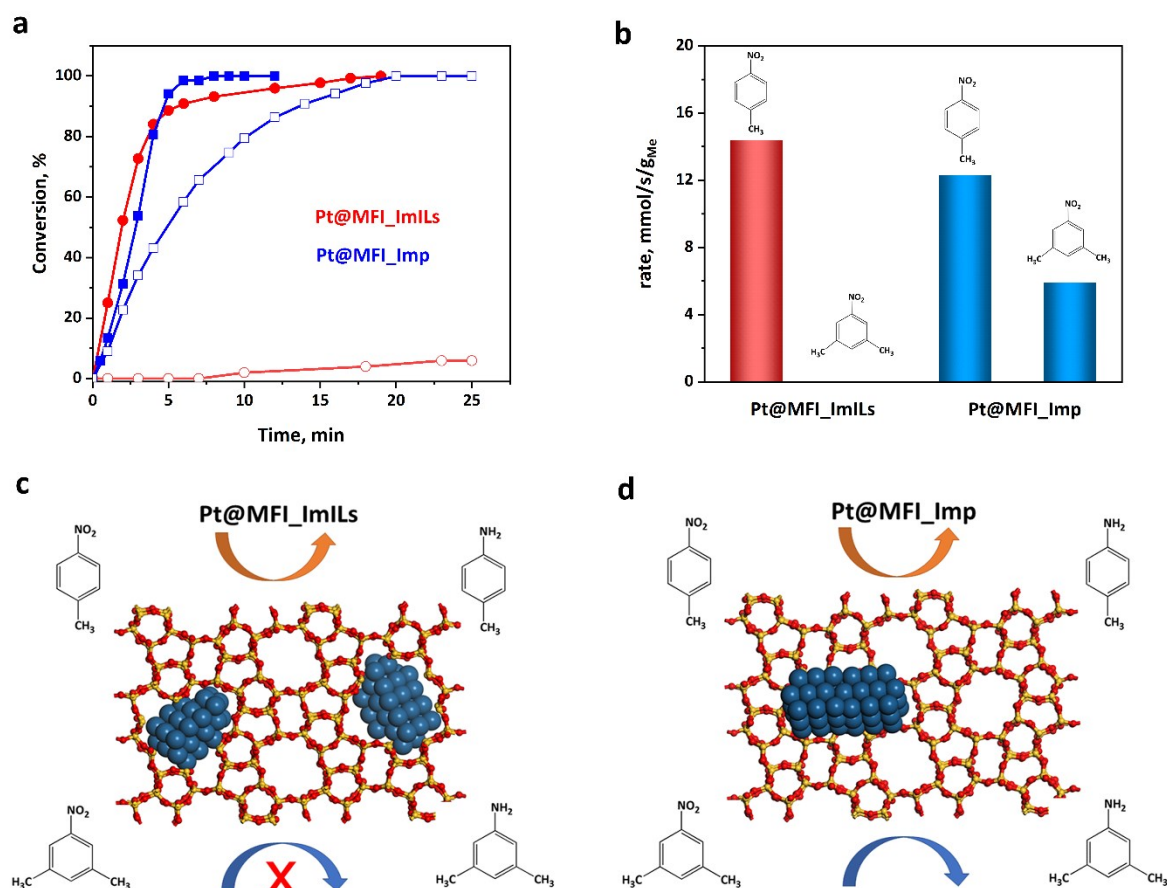 a
Conversion, %
100
80
60
40
20
0
Pt@MFI_ImILs
Pt@MFI_Imp
0 5 10 15 20 25
Time, min
b
rate, mmol/s/gMe
20
16
12
8
4
0
NO2
CH3
NO2
H3C CH3
NO2
CH3
NO2
H3C CH3
Pt@MFI_ImILs Pt@MFI_Imp
c
Pt@MFI_ImILs
NO2
CH3
NH2
CH3
NO2
H3C CH3
X
NH2
H3C CH3
d
Pt@MFI_Imp
NO2
CH3
NH2
CH3
NO2
H3C CH3
NH2
H3C CH3